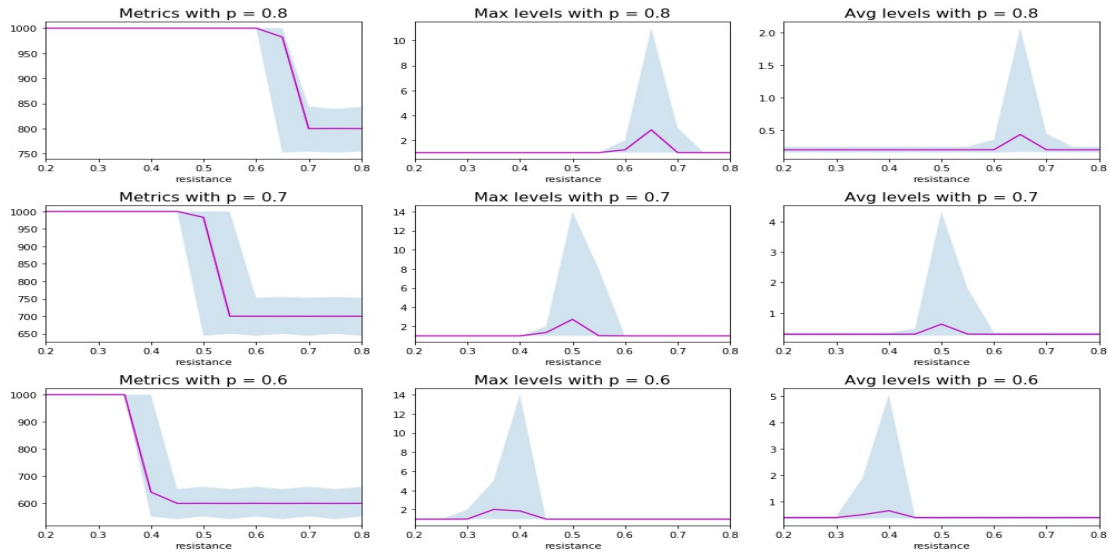 Metrics with p = 0.8
1000
950
900
850
800
750
0.2 0.3 0.4 0.5 0.6 0.7 0.8
resistance
Max levels with p = 0.8
10
8
6
4
2
0.2 0.3 0.4 0.5 0.6 0.7 0.8
resistance
Avg levels with p = 0.8
2.0
1.5
1.0
0.5
0.2 0.3 0.4 0.5 0.6 0.7 0.8
resistance
Metrics with p = 0.7
1000
950
900
850
800
750
700
650
0.2 0.3 0.4 0.5 0.6 0.7 0.8
resistance
Max levels with p = 0.7
14
12
10
8
6
4
2
0.2 0.3 0.4 0.5 0.6 0.7 0.8
resistance
Avg levels with p = 0.7
4
3
2
1
0.2 0.3 0.4 0.5 0.6 0.7 0.8
resistance
Metrics with p = 0.6
1000
900
800
700
600
0.2 0.3 0.4 0.5 0.6 0.7 0.8
resistance
Max levels with p = 0.6
14
12
10
8
6
4
2
0.2 0.3 0.4 0.5 0.6 0.7 0.8
resistance
Avg levels with p = 0.6
5
4
3
2
1
0.2 0.3 0.4 0.5 0.6 0.7 0.8
resistance